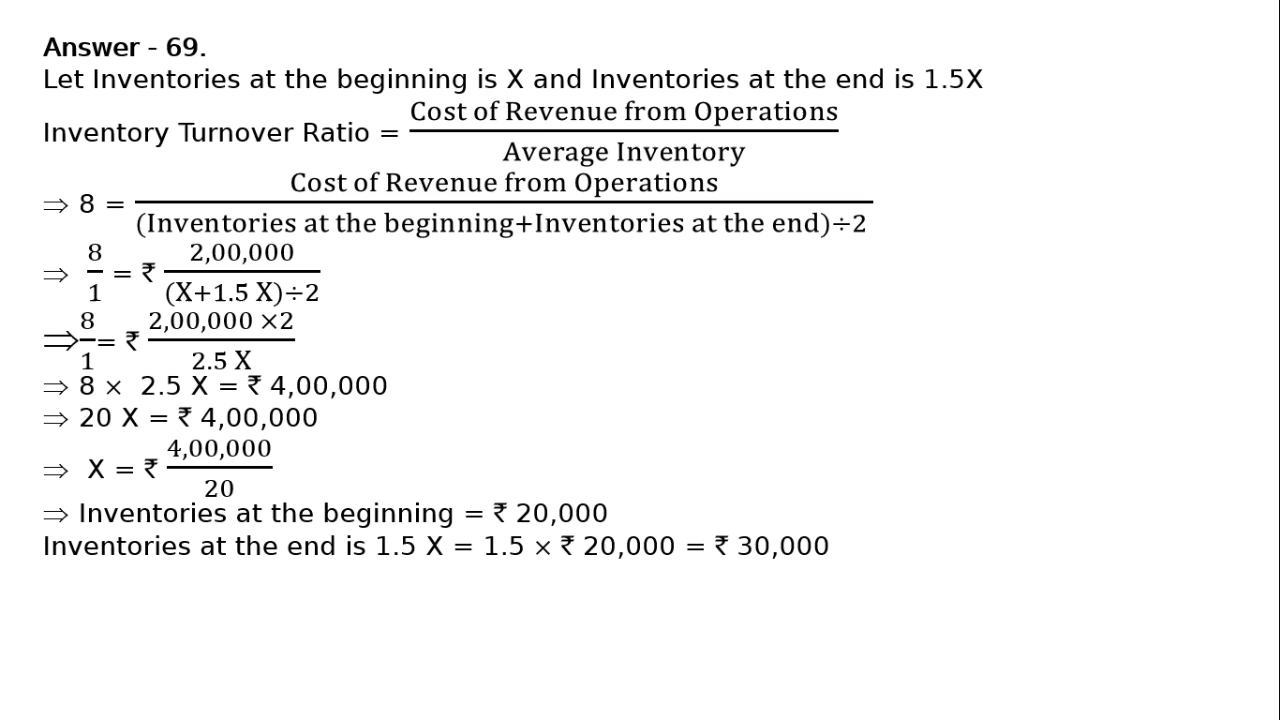 Answer - 69.
Let Inventories at the beginning is X and Inventories at the end is 1.5X
Inventory Turnover Ratio = Cost of Revenue from Operations / Average Inventory
⇒ 8 = Cost of Revenue from Operations / (Inventories at the beginning+Inventories at the end)÷2
⇒ 8/1 = ₹ 2,00,000 / (X+1.5 X)÷2
⇒ 8/1 = ₹ 2,00,000 ×2 / 2.5 X
⇒ 8 × 2.5 X = ₹ 4,00,000
⇒ 20 X = ₹ 4,00,000
⇒ X = ₹ 4,00,000 / 20
⇒ Inventories at the beginning = ₹ 20,000
Inventories at the end is 1.5 X = 1.5 × ₹ 20,000 = ₹ 30,000